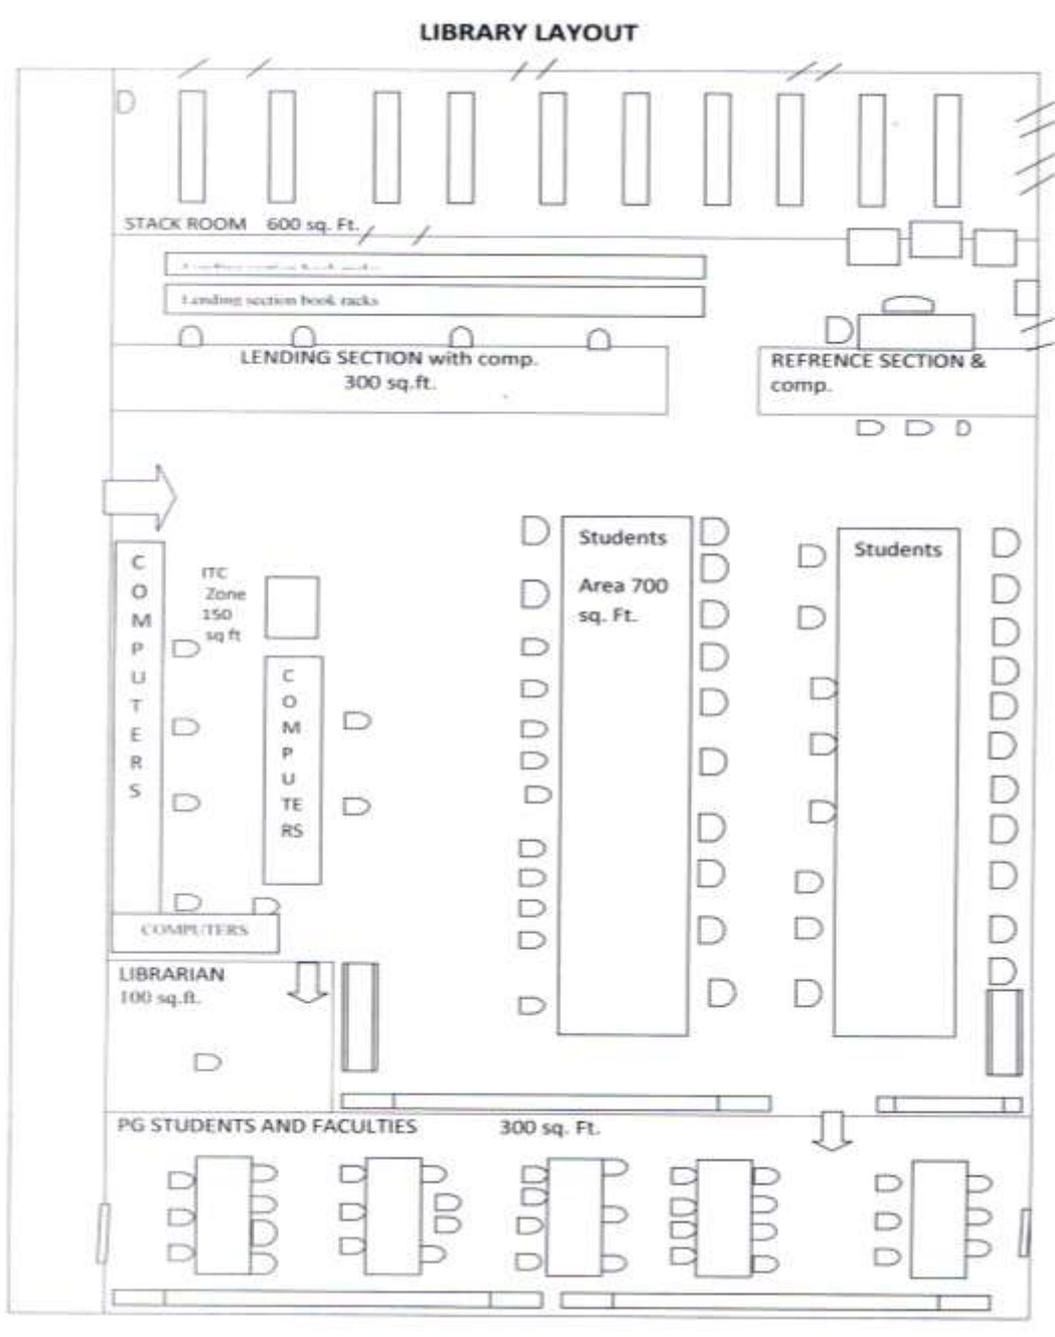 LIBRARY LAYOUT
STACK ROOM 600 sq. Ft.
Lending section book racks
LENDING SECTION with comp.
300 sq.ft.
REFRENCE SECTION &
comp.
COMPUTERS
ITC
Zone
150
sq ft
C
O
M
P
U
TE
RS
Students
Area 700
sq. Ft.
Students
COMPUTERS
LIBRARIAN
100 sq.ft.
PG STUDENTS AND FACULTIES 300 sq. Ft.